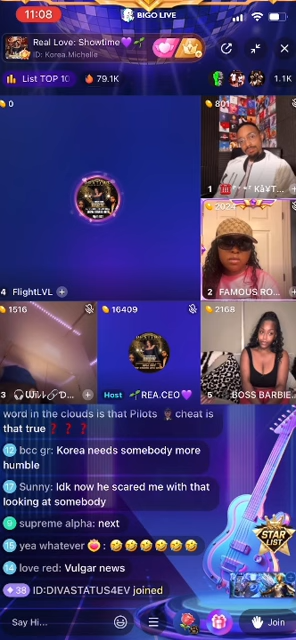 11:08
BIGO LIVE
Real Love: Showtime💜🌱
ID: Korea.Michelle
List TOP 10
79.1K
1.1K
0
801
1
2024
4 FlightLVL
2 FAMOUS RO...
1516
16409
2168
3
Host 🌱REA.CEO💜
5 BOSS BARBIE..
word in the clouds is that Pilots cheat is
that true ❓❓❓
12 bcc gr: Korea needs somebody more
humble
17 Sunny: Idk now he scared me with that
looking at somebody
9 supreme alpha: next
15 yea whatever : 🤣🤣🤣🤣🤣🤣
14 love red: Vulgar news
38 ID:DIVASTATUS4EV joined
STAR
LIST
Say Hi...
Join